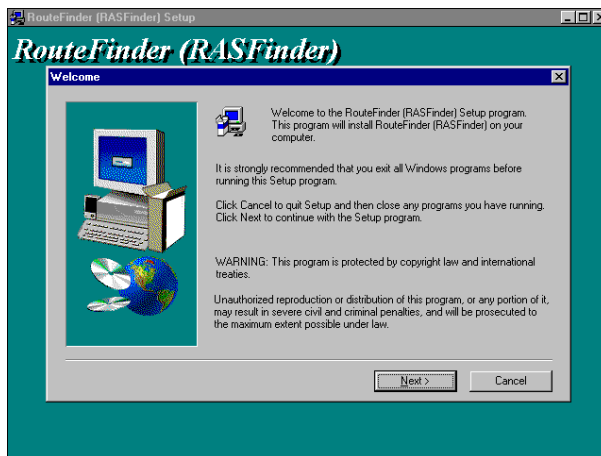 RouteFinder (RASFinder) Setup
RouteFinder (RASFinder)
Welcome
Welcome to the RouteFinder (RASFinder) Setup program.
This program will install RouteFinder (RASFinder) on your
computer.
It is strongly recommended that you exit all Windows programs before
running this Setup program.
Click Cancel to quit Setup and then close any programs you have running.
Click Next to continue with the Setup program.
WARNING: This program is protected by copyright law and international
treaties.
Unauthorized reproduction or distribution of this program, or any portion of it,
may result in severe civil and criminal penalties, and will be prosecuted to
the maximum extent possible under law.
Next >
Cancel